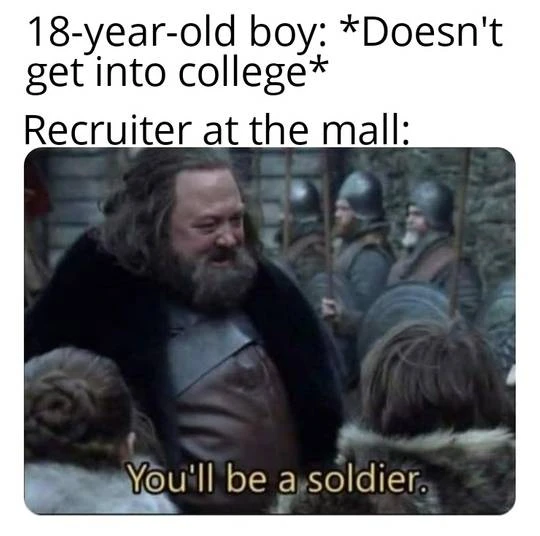 18-year-old boy: *Doesn't
get into college*
Recruiter at the mall:
You'll be a soldier.